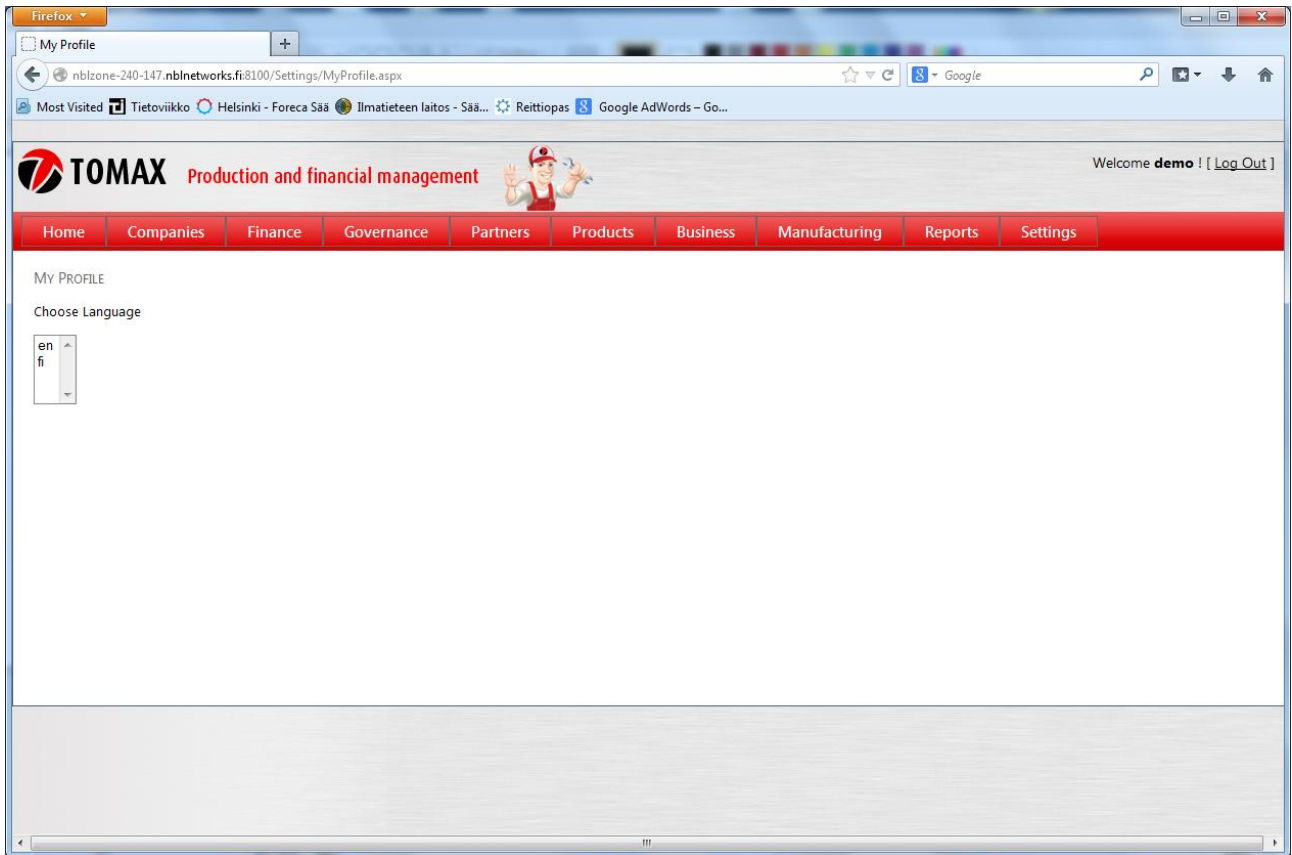 Firefox
My Profile
nblzone-240-147.nblnetworks.fi:8100/Settings/MyProfile.aspx
Google
Most Visited Tietoviikko Helsinki - Foreca Sää Ilmatieteen laitos - Sää... Reittiopas Google AdWords – Go...
TOMAX Production and financial management
Welcome demo ! [ Log Out ]
Home Companies Finance Governance Partners Products Business Manufacturing Reports Settings
MY PROFILE
Choose Language
en
fi